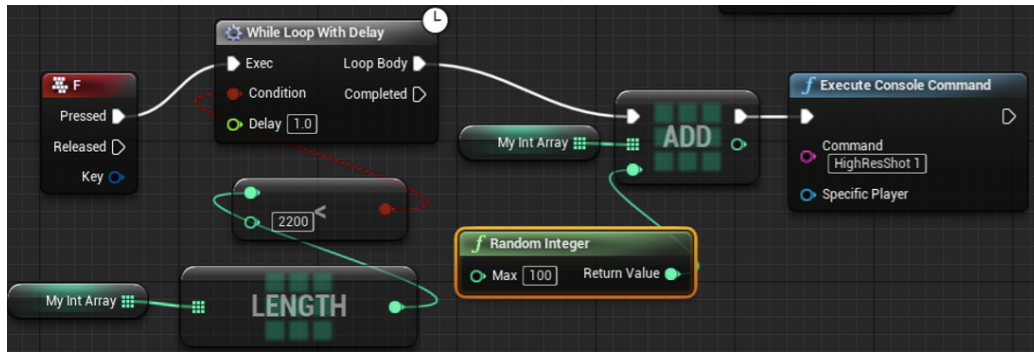 While Loop With Delay
Exec
Loop Body
Condition
Completed
Delay 1.0
F
Pressed
Released
Key
My Int Array
ADD
Execute Console Command
Command
HighResShot 1
Specific Player
2200
<
Random Integer
Max 100
Return Value
My Int Array
LENGTH